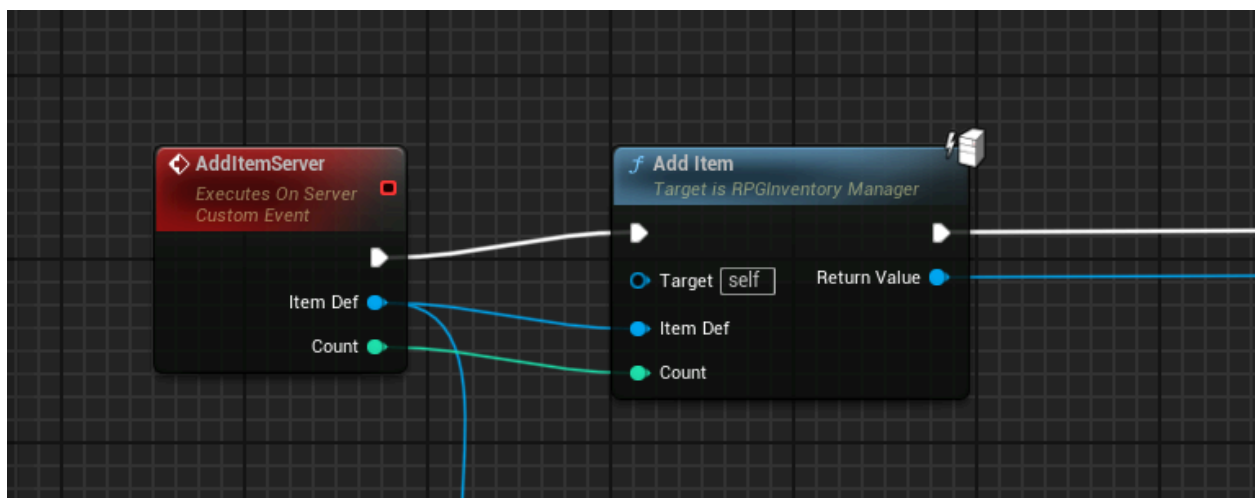 AddItemServer
Executes On Server
Custom Event
Item Def
Count
f Add Item
Target is RPGInventory Manager
Target self
Return Value
Item Def
Count